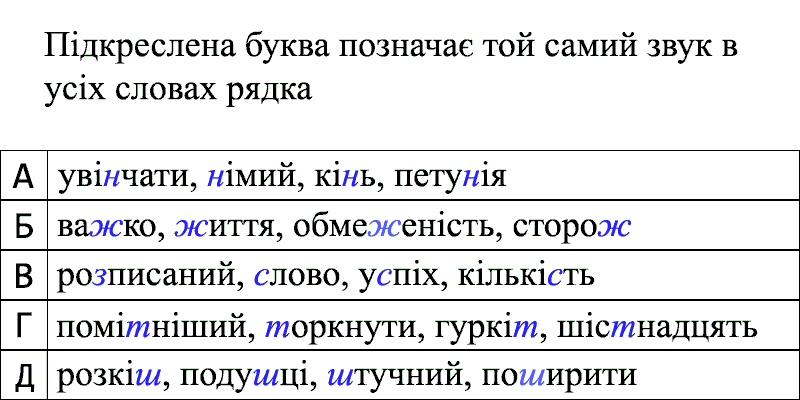 Підкреслена буква позначає той самий звук в
усіх словах рядка
А увінчати, німий, кінь, петунія
Б важко, життя, обмеженість, сторож
В розписаний, слово, успіх, кількість
Г помітніший, торкнути, гуркіт, шістнадцять
Д розкіш, подушці, штучний, поширити